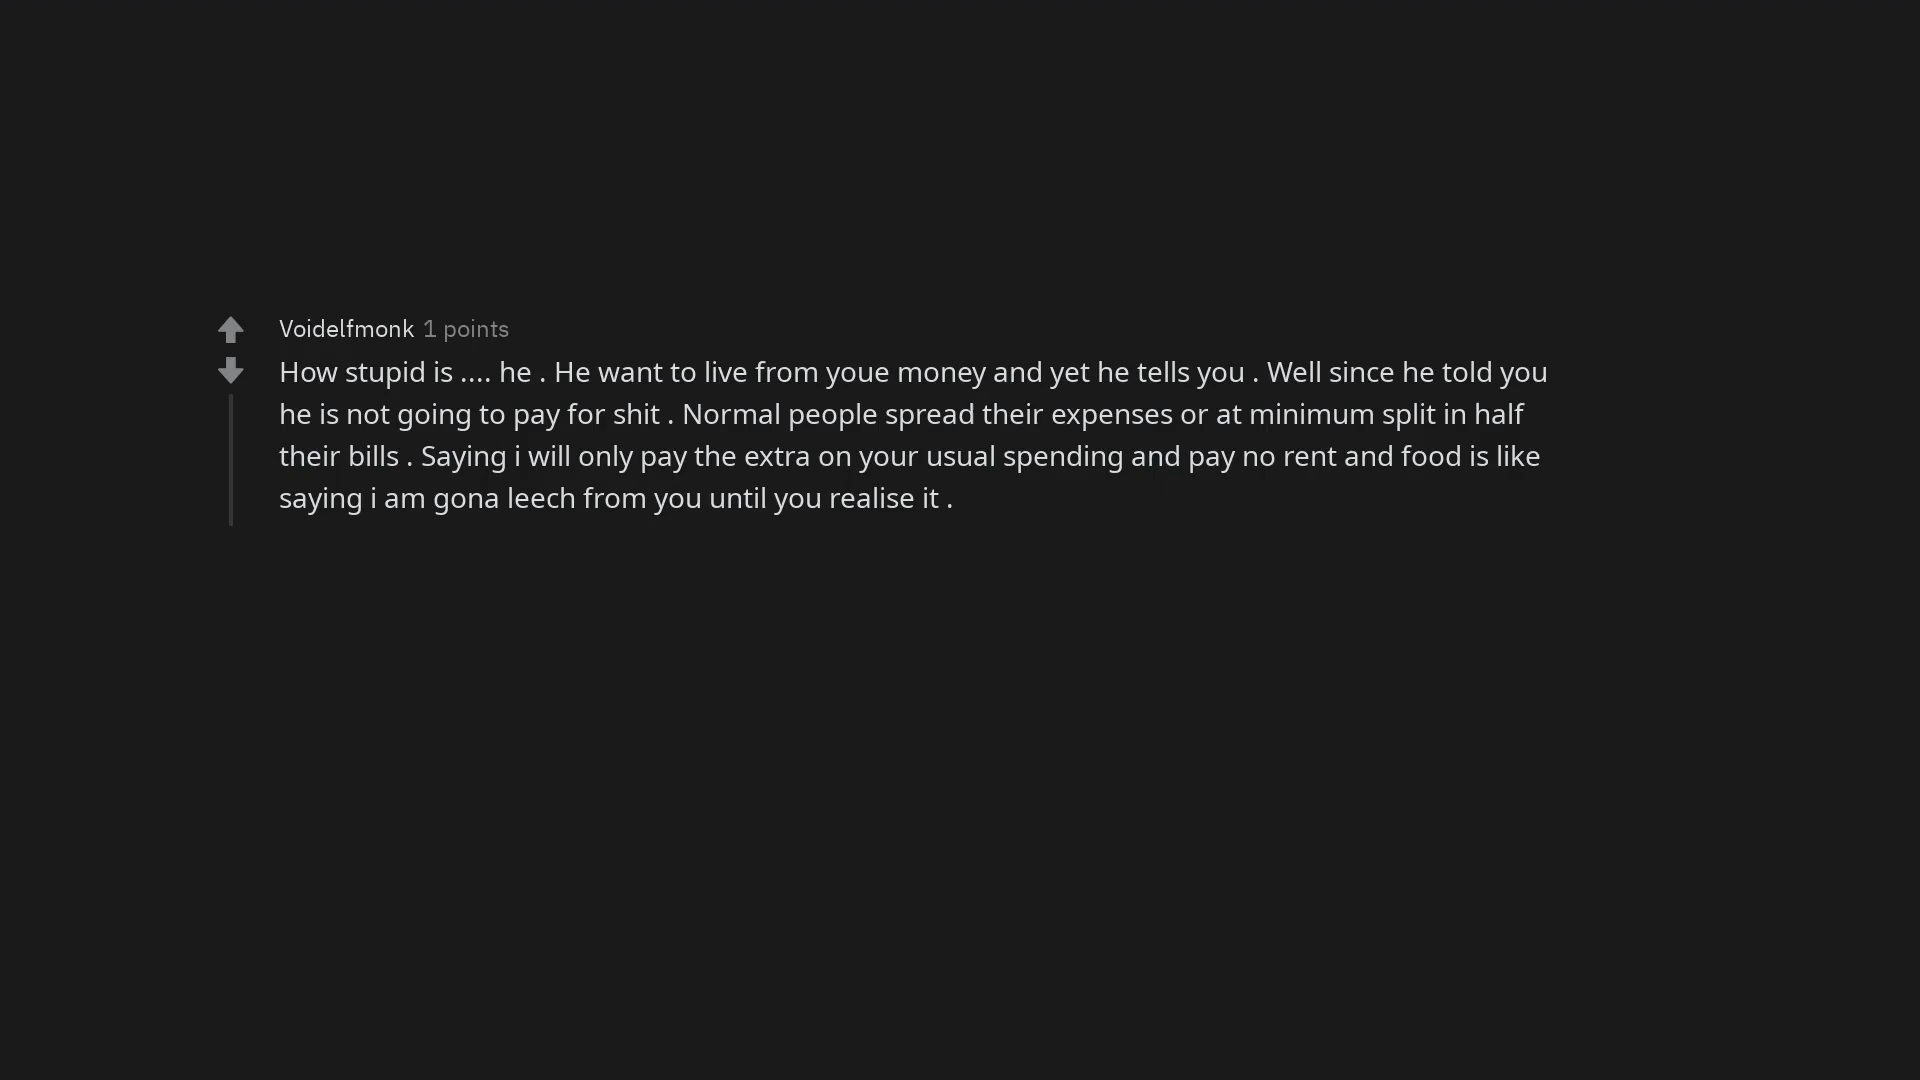 Voidelfmonk 1 points
How stupid is .... he . He want to live from youe money and yet he tells you . Well since he told you
he is not going to pay for shit . Normal people spread their expenses or at minimum split in half
their bills . Saying i will only pay the extra on your usual spending and pay no rent and food is like
saying i am gona leech from you until you realise it .